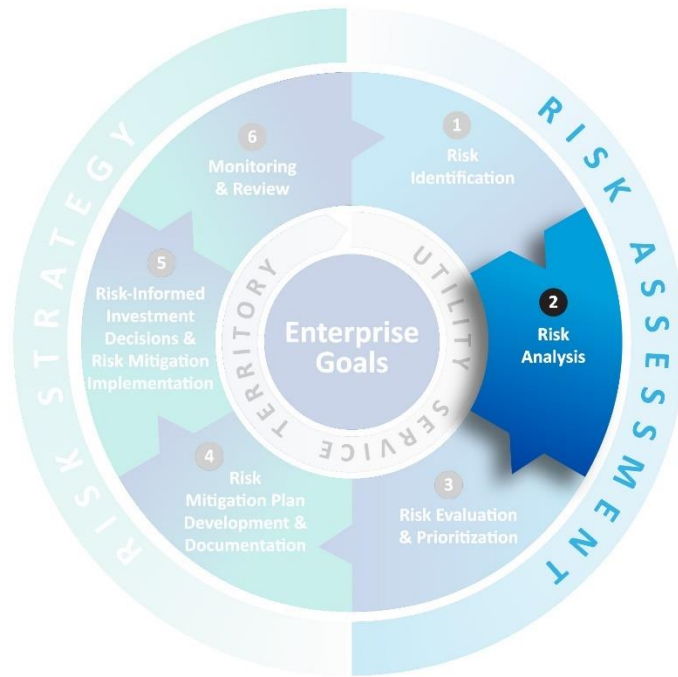 RISK ASSESSMENT
RISK STRATEGY
1
Risk
Identification
2
Risk
Analysis
3
Risk Evaluation
& Prioritization
4
Risk
Mitigation Plan
Development &
Documentation
5
Risk-Informed
Investment
Decisions &
Risk Mitigation
Implementation
6
Monitoring
& Review
UTILITY SERVICE TERRITORY
Enterprise
Goals